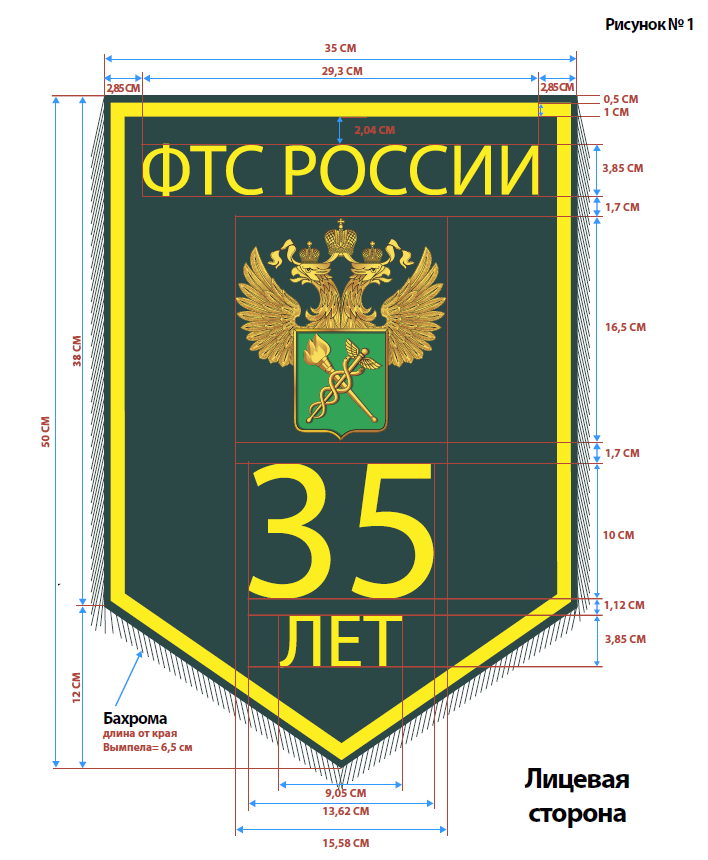 Рисунок № 1
35 СМ
29,3 СМ
2,85 СМ
2,85 СМ
0,5 СМ
1 СМ
2,04 СМ
ФТС РОССИИ
3,85 СМ
1,7 СМ
16,5 СМ
38 СМ
50 СМ
1,7 СМ
35
10 СМ
1,12 СМ
ЛЕТ
3,85 СМ
12 СМ
Бахрома
длина от края
Вымпела= 6,5 см
Лицевая
сторона
9,05 СМ
13,62 СМ
15,58 СМ